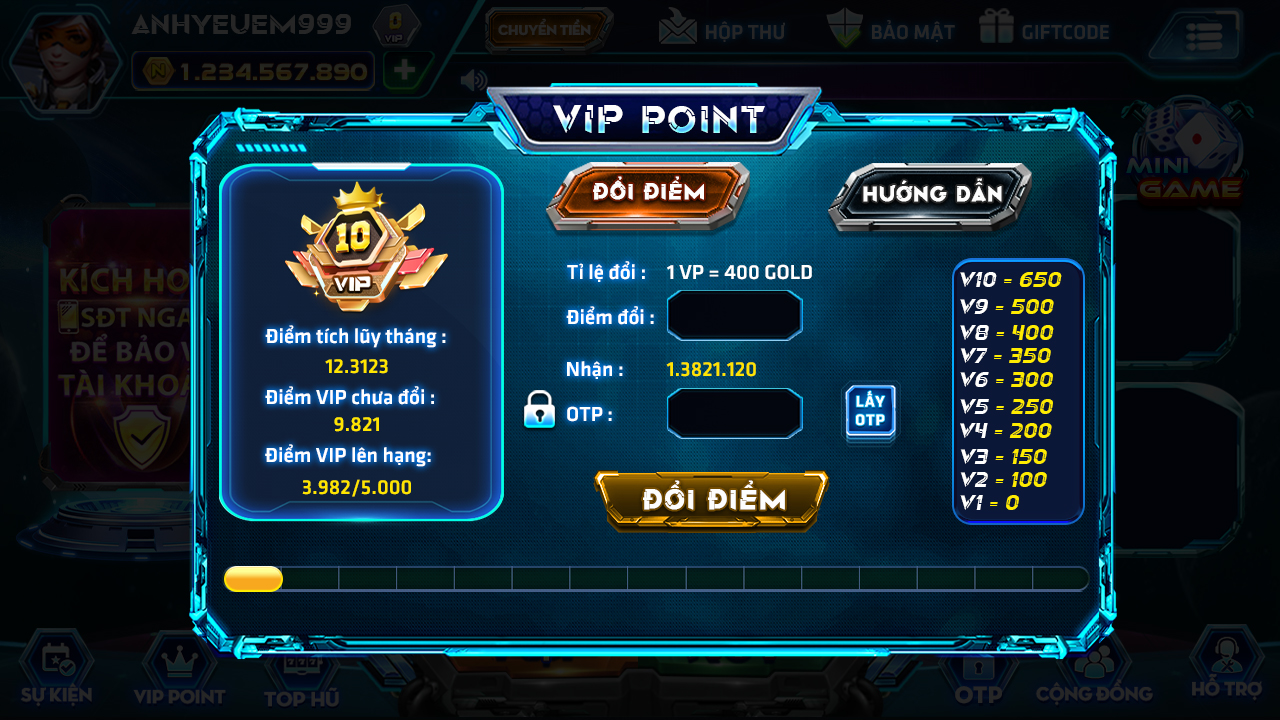 ANHYEUEM999
0
VIP
CHUYỂN TIỀN
HỘP THƯ
BẢO MẬT
GIFTCODE
N
1.234.567.890
+
VIP POINT
MINI
GAME
ĐỔI ĐIỂM
HƯỚNG DẪN
10
VIP
Điểm tích lũy tháng :
12.3123
Điểm VIP chưa đổi :
9.821
Điểm VIP lên hạng:
3.982/5.000
Tỉ lệ đổi : 1 VP = 400 GOLD
Điểm đổi :
Nhận : 1.3821.120
OTP :
LẤY
OTP
ĐỔI ĐIỂM
V10 = 650
V9 = 500
V8 = 400
V7 = 350
V6 = 300
V5 = 250
V4 = 200
V3 = 150
V2 = 100
V1 = 0
KÍCH HO
SĐT NGA
ĐỂ BẢO V
TÀI KHOẢ
SỰ KIỆN
VIP POINT
777
TOP HŨ
OTP
CỘNG ĐỒNG
HỖ TRỢ